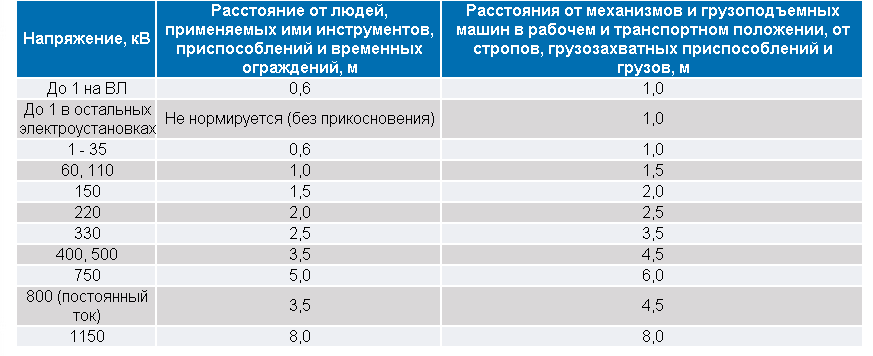 Напряжение, кВ
Расстояние от людей,
применяемых ими инструментов,
приспособлений и временных
ограждений, м
Расстояния от механизмов и грузоподъемных
машин в рабочем и транспортном положении, от
стропов, грузозахватных приспособлений и
грузов, м
До 1 на ВЛ 0,6 1,0
До 1 в остальных
электроустановках Не нормируется (без прикосновения) 1,0
1 - 35 0,6 1,0
60, 110 1,0 1,5
150 1,5 2,0
220 2,0 2,5
330 2,5 3,5
400, 500 3,5 4,5
750 5,0 6,0
800 (постоянный
ток) 3,5 4,5
1150 8,0 8,0